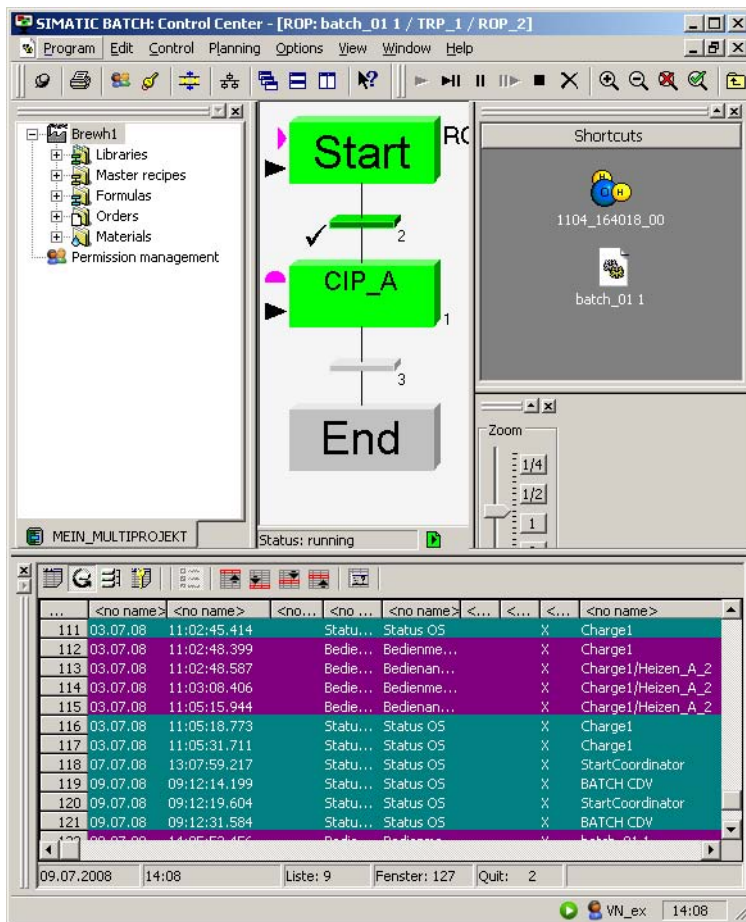 SIMATIC BATCH: Control Center - [ROP: batch_01 1 / TRP_1 / ROP_2]
Program Edit Control Planning Options View Window Help
Brewh1
Libraries
Master recipes
Formulas
Orders
Materials
Permission management
MEIN_MULTIPROJEKT
Start
2
CIP_A
1
3
End
Status: running
Shortcuts
1104_164018_00
batch_01 1
Zoom
1/4
1/2
1
... <no name> <no name> <no... <no ... <no name> <... <... <... <no name>
111 03.07.08 11:02:45.414 Statu... Status OS X Charge1
112 03.07.08 11:02:48.399 Bedie... Bedienme... X Charge1
113 03.07.08 11:02:48.587 Bedie... Bedienan... X Charge1/Heizen_A_2
114 03.07.08 11:03:08.406 Bedie... Bedienme... X Charge1/Heizen_A_2
115 03.07.08 11:05:15.944 Bedie... Bedienan... X Charge1/Heizen_A_2
116 03.07.08 11:05:18.773 Statu... Status OS X Charge1
117 03.07.08 11:05:31.711 Statu... Status OS X Charge1
118 07.07.08 13:07:59.217 Statu... Status OS X StartCoordinator
119 09.07.08 09:12:14.199 Statu... Status OS X BATCH CDV
120 09.07.08 09:12:19.604 Statu... Status OS X StartCoordinator
121 09.07.08 09:12:31.584 Statu... Status OS X BATCH CDV
09.07.2008 14:08 Liste: 9 Fenster: 127 Quit: 2
VN_ex 14:08